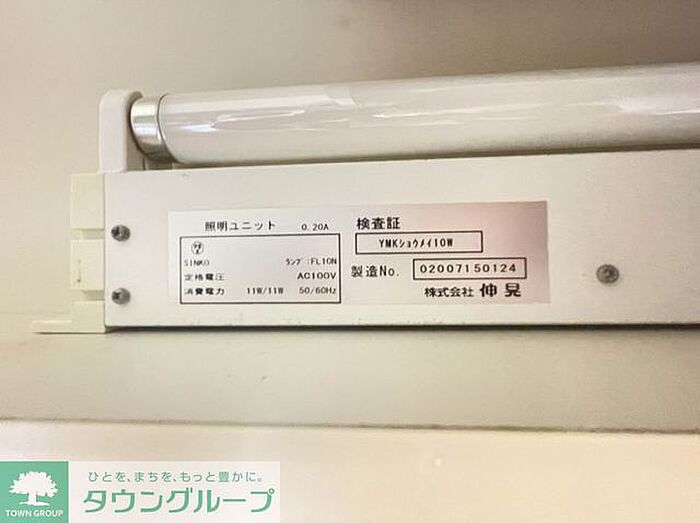 照明ユニット 0.20A
SINKO ランプ:FL10N
定格電圧 AC100V
消費電力 11W/11W 50/60Hz
検査証
YMKショウメイ10W
製造No. 02007150124
株式会社 伸晃
TOWN GROUP
ひとを、まちを、もっと豊かに。
タウングループ